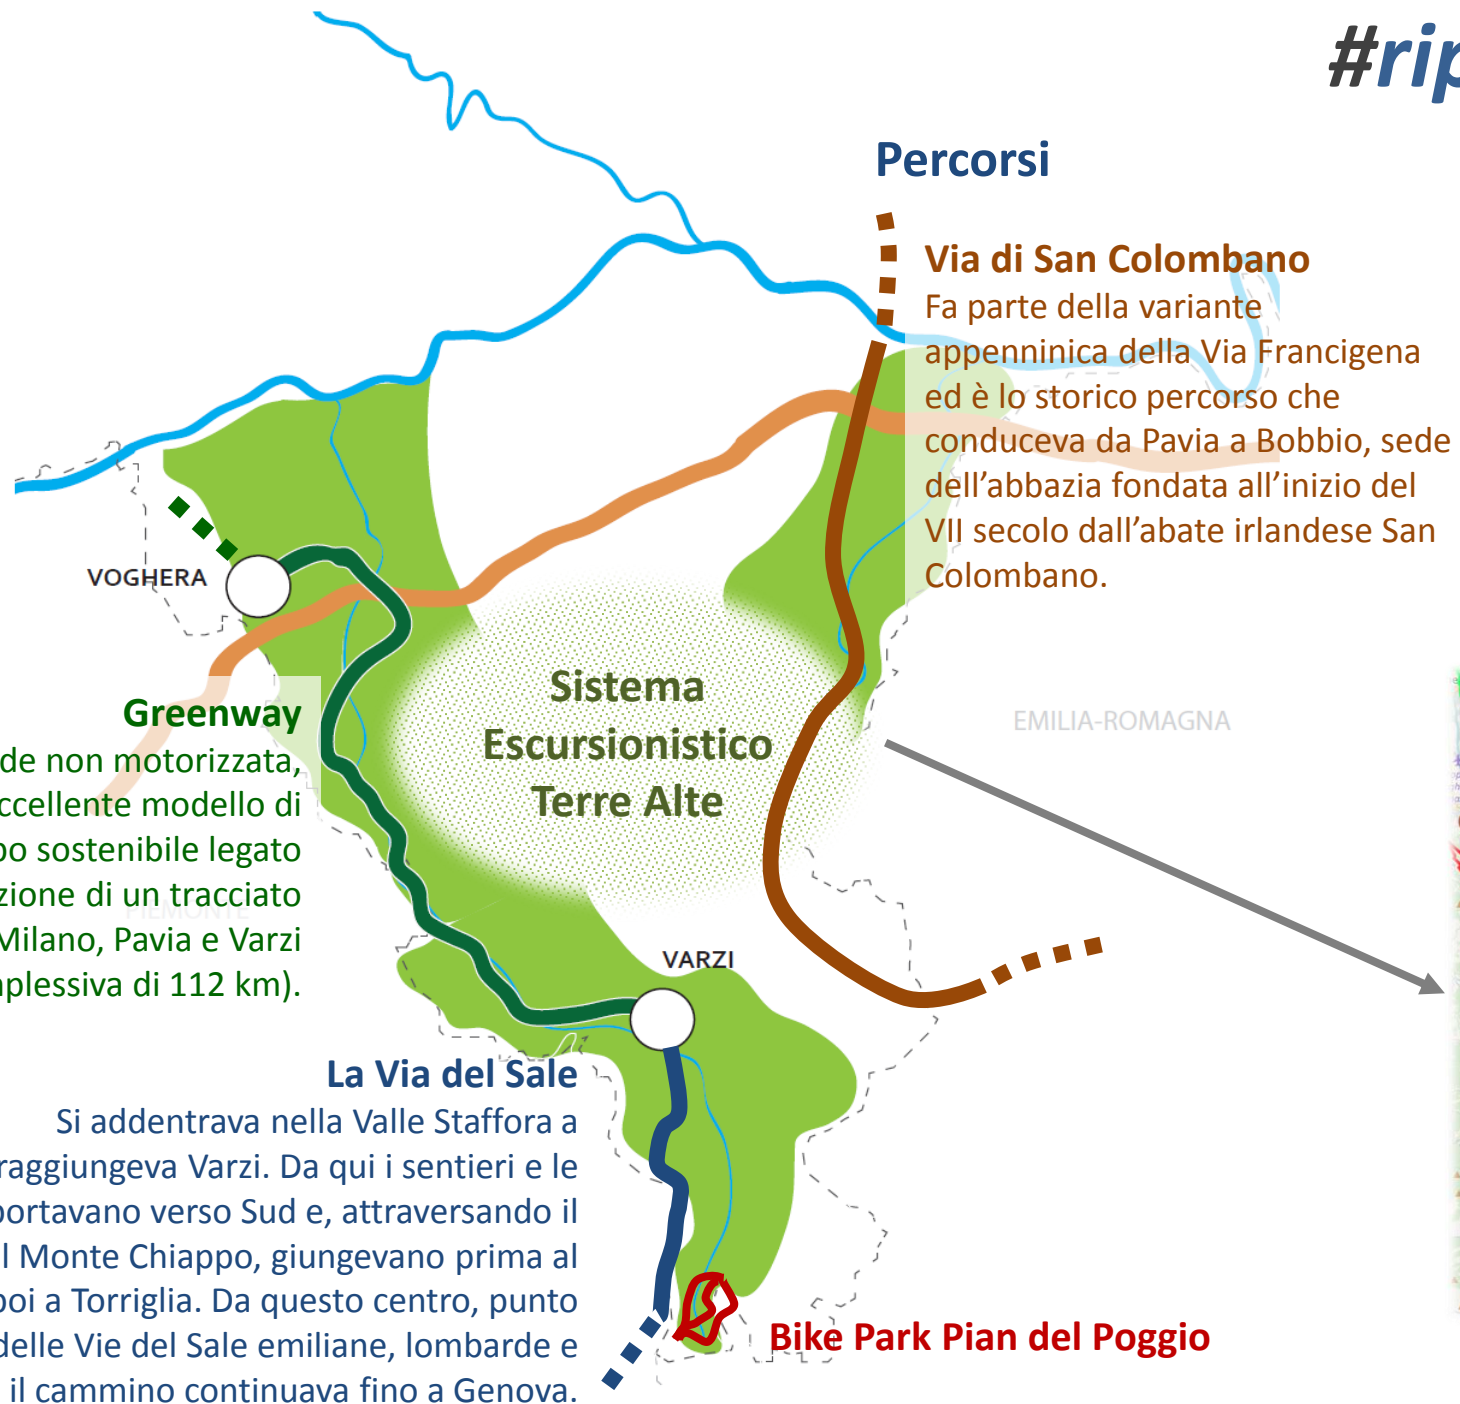 #rip
Percorsi
Via di San Colombano
Fa parte della variante
appenninica della Via Francigena
ed è lo storico percorso che
conduceva da Pavia a Bobbio, sede
dell’abbazia fondata all’inizio del
VII secolo dall’abate irlandese San
Colombano.
VOGHERA
Sistema
Escursionistico
Terre Alte
EMILIA-ROMAGNA
Greenway
de non motorizzata,
ccellente modello di
po sostenibile legato
zione di un tracciato
PIEMONTE
Milano, Pavia e Varzi
nplessiva di 112 km).
VARZI
La Via del Sale
Si addentrava nella Valle Staffora a
raggiungeva Varzi. Da qui i sentieri e le
portavano verso Sud e, attraversando il
l Monte Chiappo, giungevano prima al
poi a Torriglia. Da questo centro, punto
delle Vie del Sale emiliane, lombarde e
il cammino continuava fino a Genova.
Bike Park Pian del Poggio